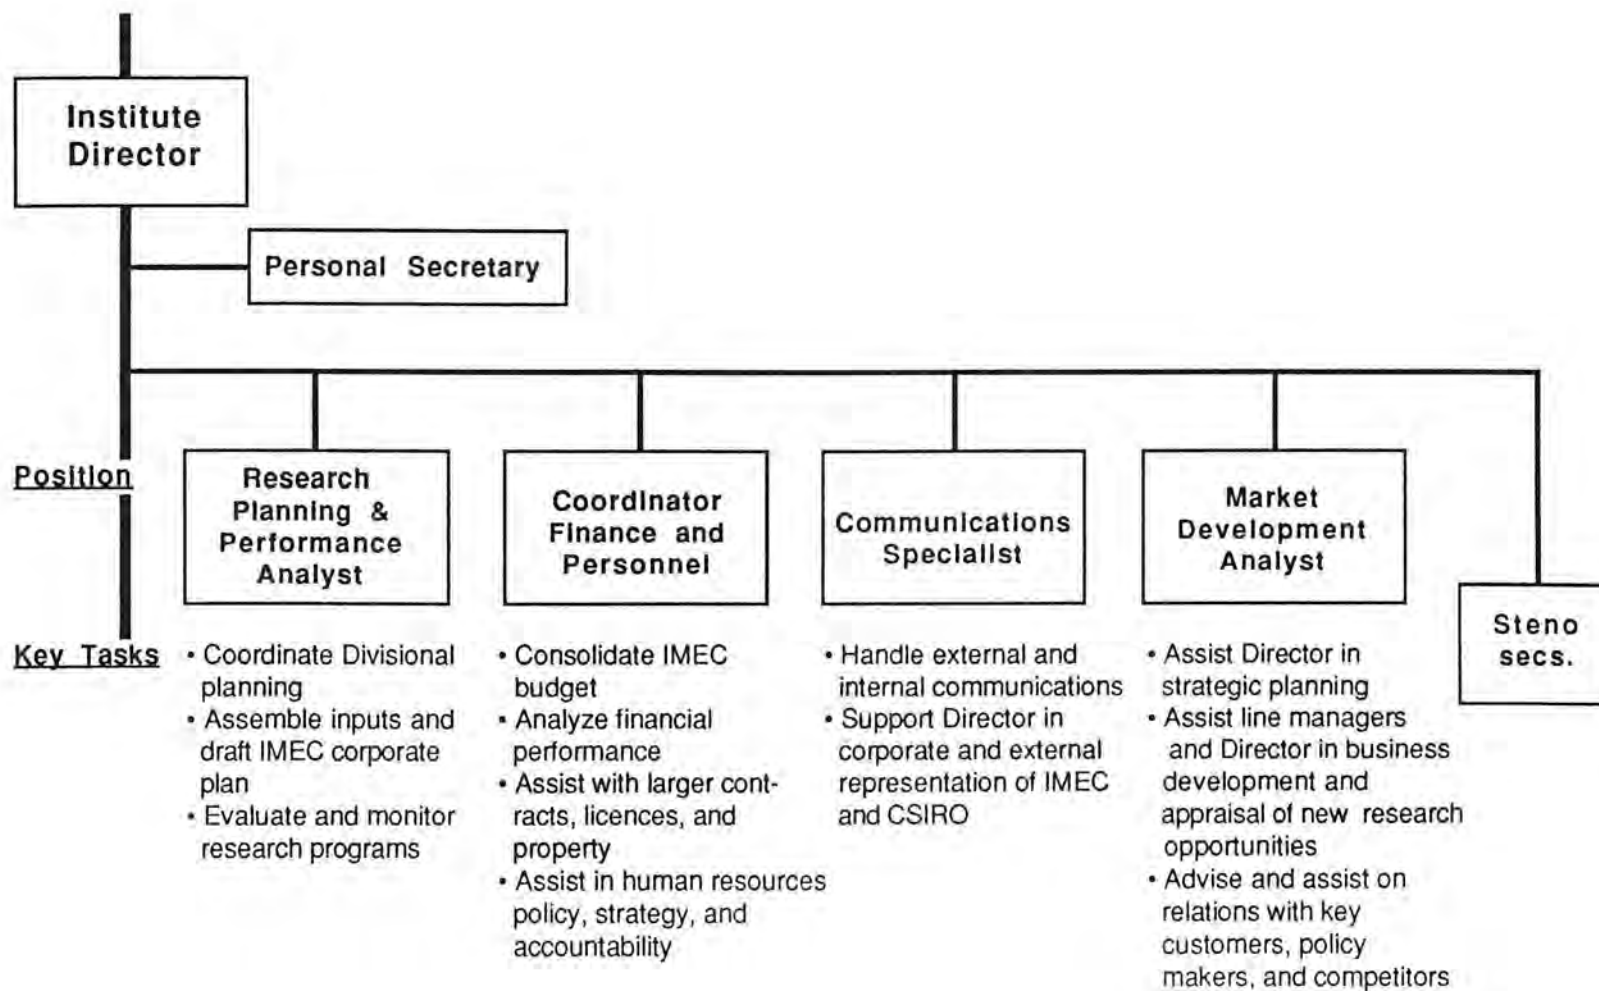 Institute
Director
Personal Secretary
Position
Research
Planning &
Performance
Analyst
Coordinator
Finance and
Personnel
Communications
Specialist
Market
Development
Analyst
Steno
secs.
Key Tasks
• Coordinate Divisional
planning
• Assemble inputs and
draft IMEC corporate
plan
• Evaluate and monitor
research programs
• Consolidate IMEC
budget
• Analyze financial
performance
• Assist with larger cont-
racts, licences, and
property
• Assist in human resources
policy, strategy, and
accountability
• Handle external and
internal communications
• Support Director in
corporate and external
representation of IMEC
and CSIRO
• Assist Director in
strategic planning
• Assist line managers
and Director in business
development and
appraisal of new research
opportunities
• Advise and assist on
relations with key
customers, policy
makers, and competitors